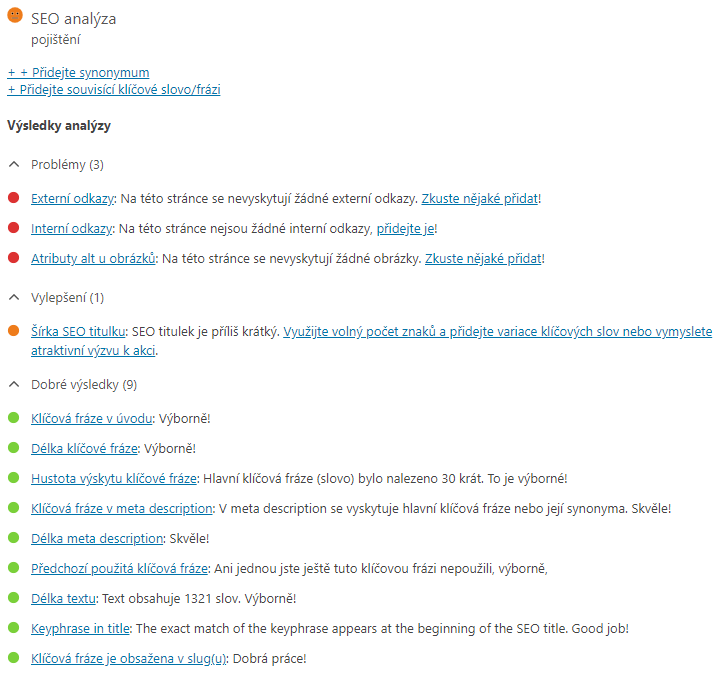 SEO analýza
pojištění
+ + Přidejte synonymum
+ Přidejte souvisící klíčové slovo/frázi
Výsledky analýzy
Problémy (3)
Externí odkazy: Na této stránce se nevyskytují žádné externí odkazy. Zkuste nějaké přidat!
Interní odkazy: Na této stránce nejsou žádné interní odkazy, přidejte je!
Atributy alt u obrázků: Na této stránce se nevyskytují žádné obrázky. Zkuste nějaké přidat!
Vylepšení (1)
Šírka SEO titulku: SEO titulek je příliš krátký. Využijte volný počet znaků a přidejte variace klíčových slov nebo vymyslete
atraktivní výzvu k akci.
Dobré výsledky (9)
Klíčová fráze v úvodu: Výborně!
Délka klíčové fráze: Výborně!
Hustota výskytu klíčové fráze: Hlavní klíčová fráze (slovo) bylo nalezeno 30 krát. To je výborné!
Klíčová fráze v meta description: V meta description se vyskytuje hlavní klíčová fráze nebo její synonyma. Skvěle!
Délka meta description: Skvěle!
Předchozí použitá klíčová fráze: Ani jednou jste ještě tuto klíčovou frázi nepoužili, výborně,
Délka textu: Text obsahuje 1321 slov. Výborně!
Keyphrase in title: The exact match of the keyphrase appears at the beginning of the SEO title. Good job!
Klíčová fráze je obsažena v slug(u): Dobrá práce!